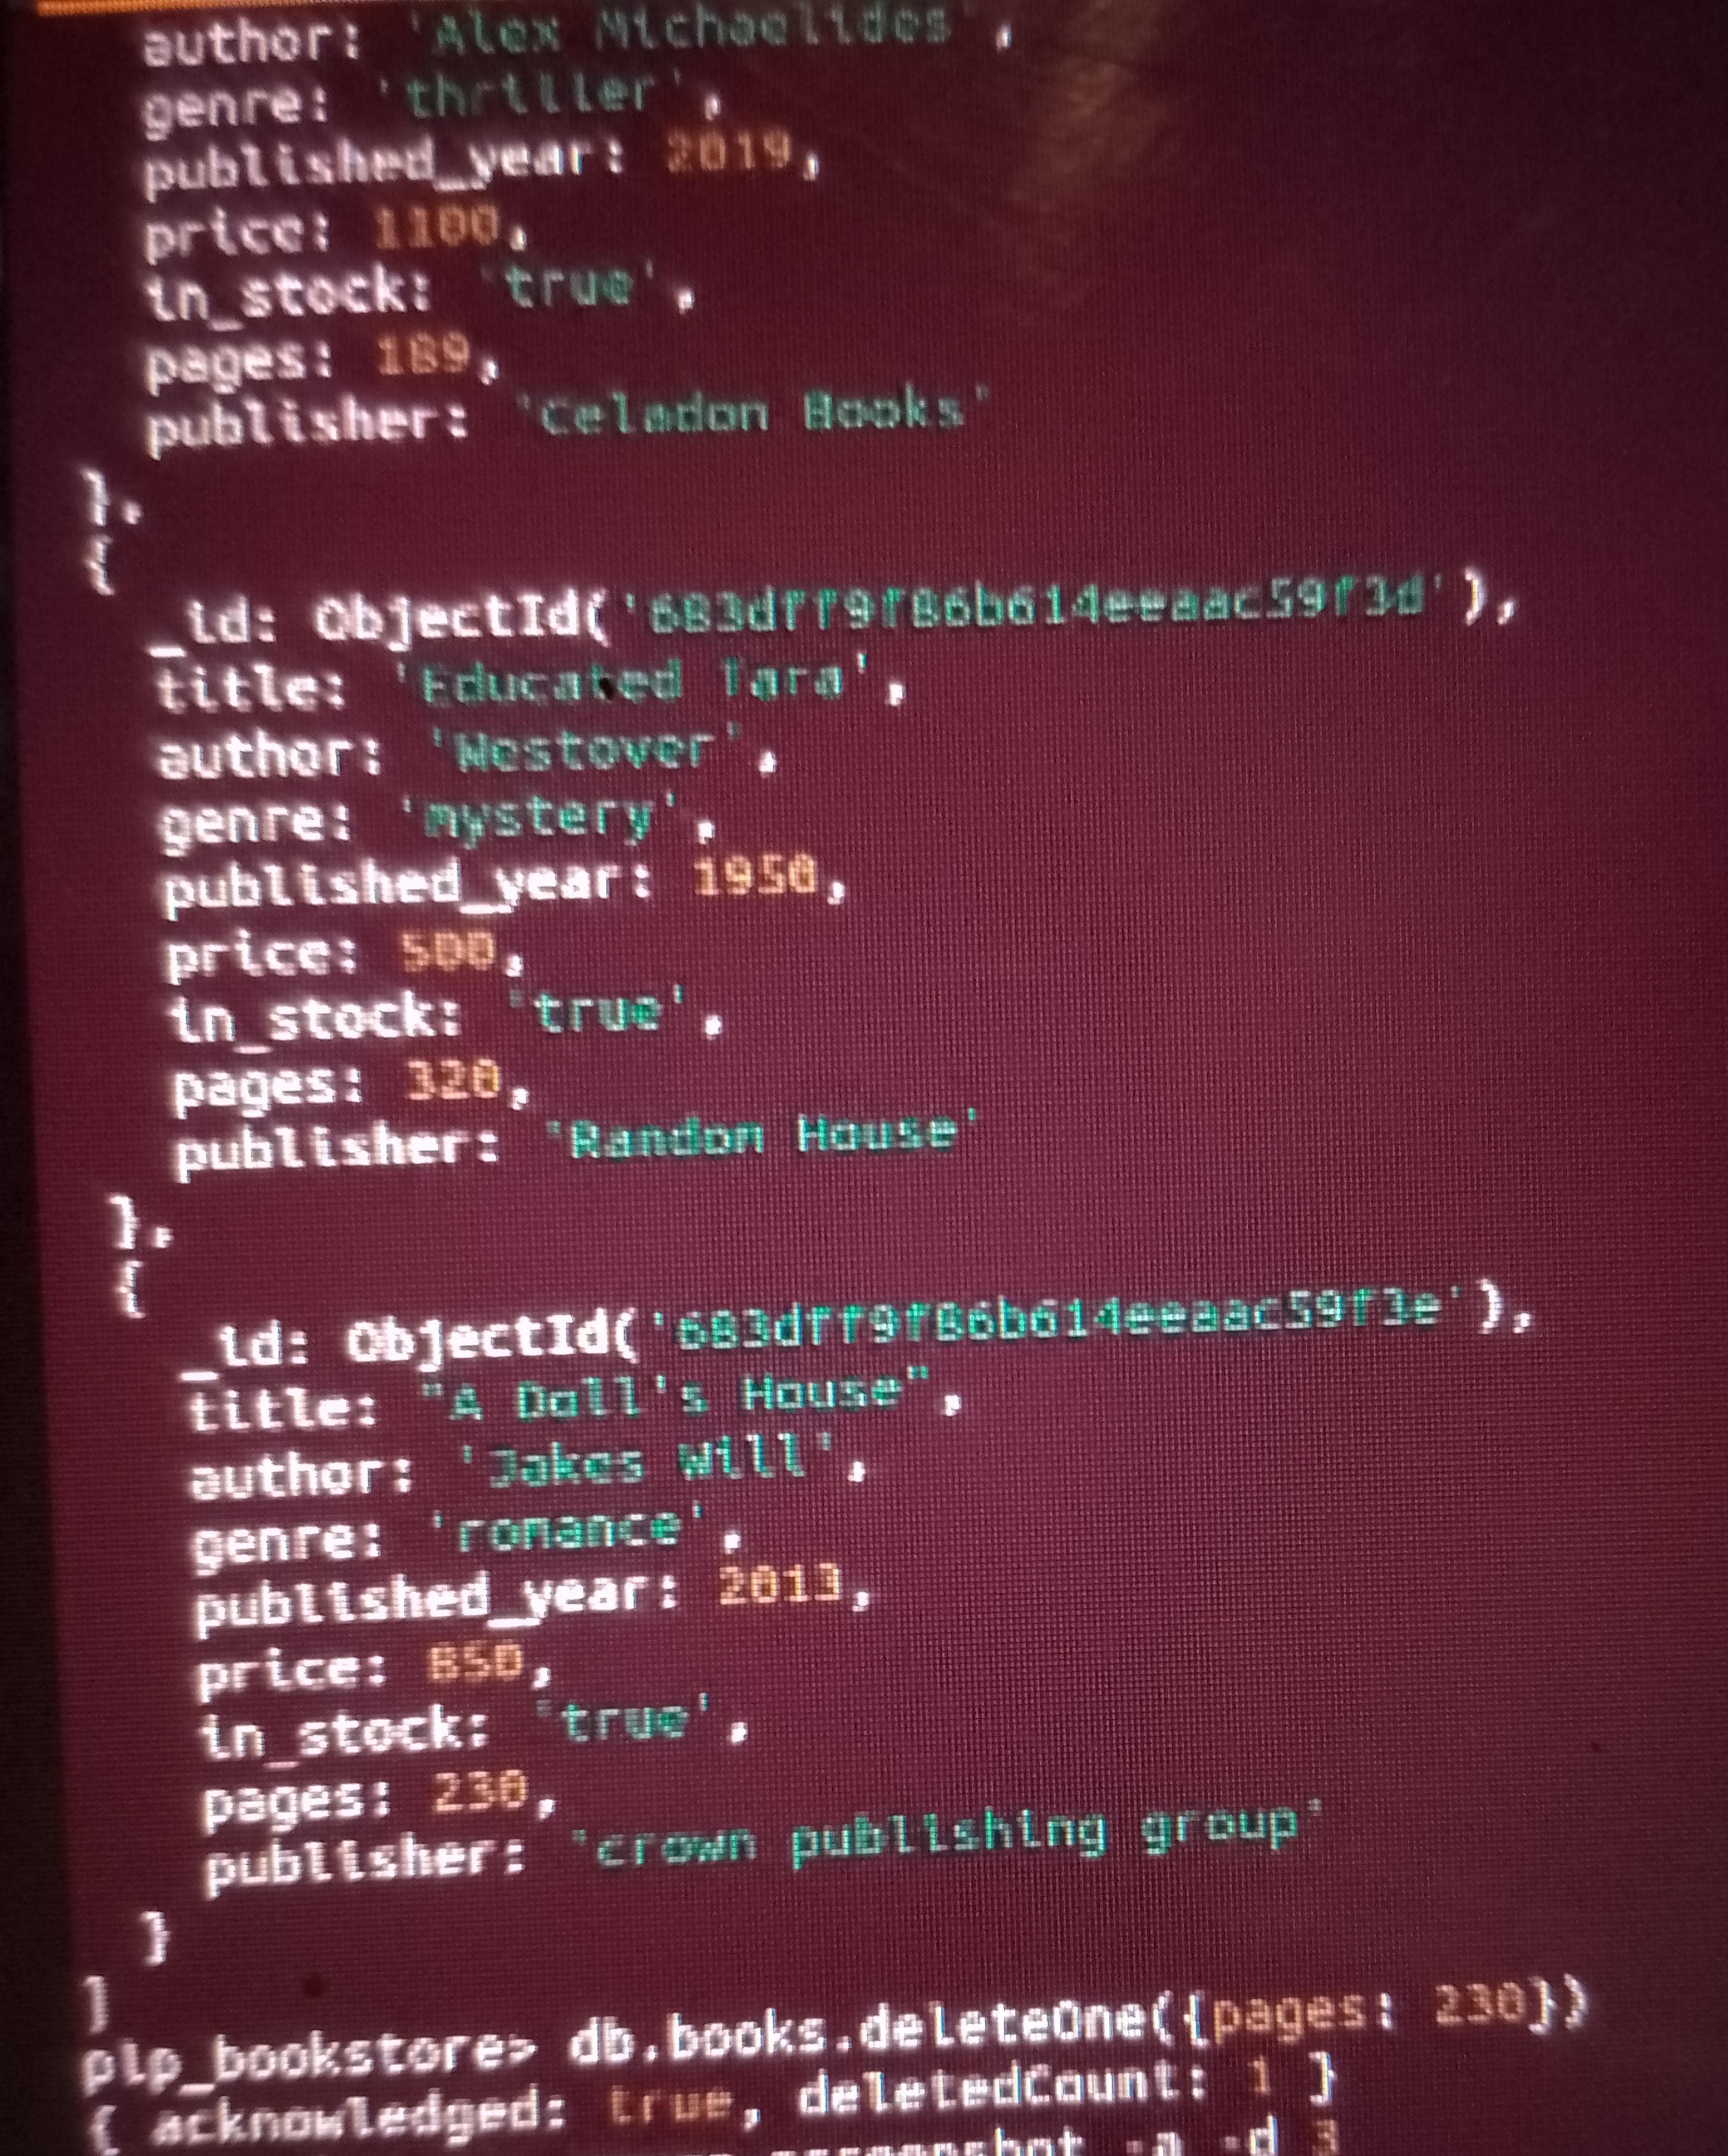 author: 'Alex Michaelides',
genre: 'thriller',
published_year: 2019,
price: 1100,
in_stock: 'true',
pages: 189,
publisher: 'Celadon Books'
},
{
_id: ObjectId('683dff9f86b614eeaac59f3d'),
title: 'Educated Tara',
author: 'Westover',
genre: 'mystery',
published_year: 1950,
price: 500,
in_stock: 'true',
pages: 320,
publisher: 'Random House'
},
{
_id: ObjectId('683dff9f86b614eeaac59f3e'),
title: "A Doll's House",
author: 'Jakes Will',
genre: 'romance',
published_year: 2013,
price: 850,
in_stock: 'true',
pages: 230,
publisher: 'crown publishing group'
}
]
plp_bookstore> db.books.deleteOne({pages: 230})
{ acknowledged: true, deletedCount: 1 }
screenshot -a -d 3